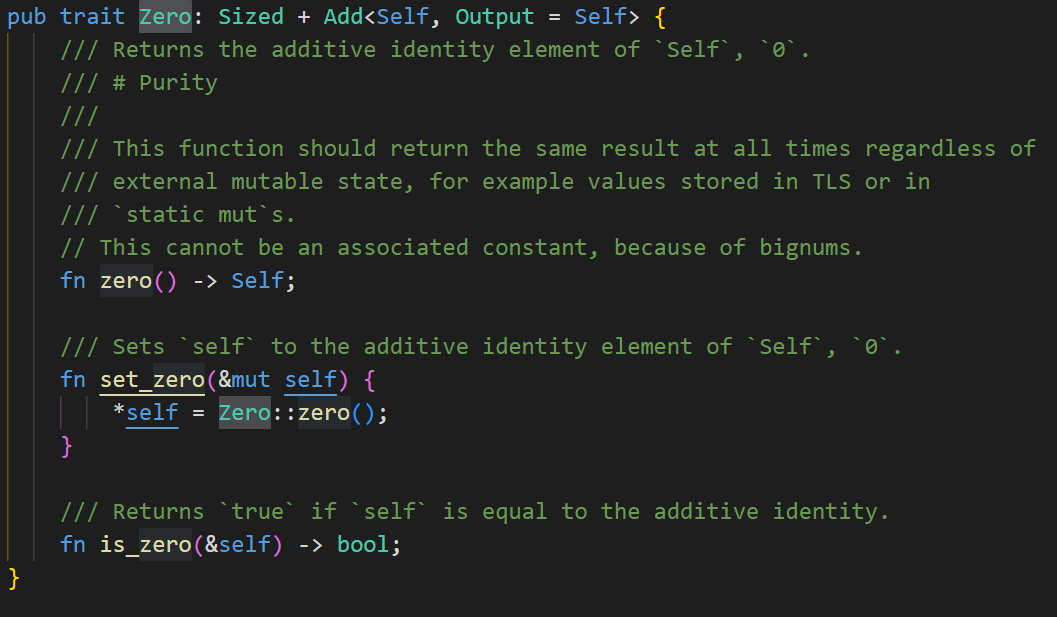 pub trait Zero: Sized + Add<Self, Output = Self> {
/// Returns the additive identity element of `Self`, `0`.
/// # Purity
///
/// This function should return the same result at all times regardless of
/// external mutable state, for example values stored in TLS or in
/// `static mut`s.
// This cannot be an associated constant, because of bignums.
fn zero() -> Self;
/// Sets `self` to the additive identity element of `Self`, `0`.
fn set_zero(&mut self) {
*self = Zero::zero();
}
/// Returns `true` if `self` is equal to the additive identity.
fn is_zero(&self) -> bool;
}